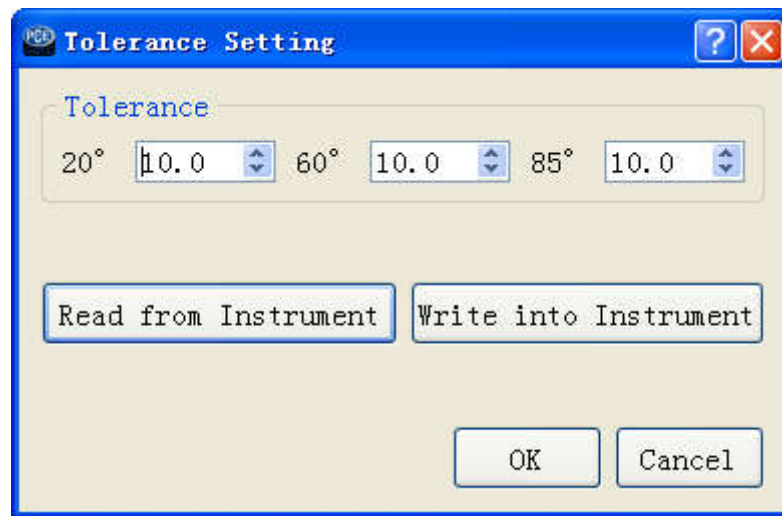 PCE Tolerance Setting
Tolerance
20° 10.0 60° 10.0 85° 10.0
Read from Instrument Write into Instrument
OK Cancel